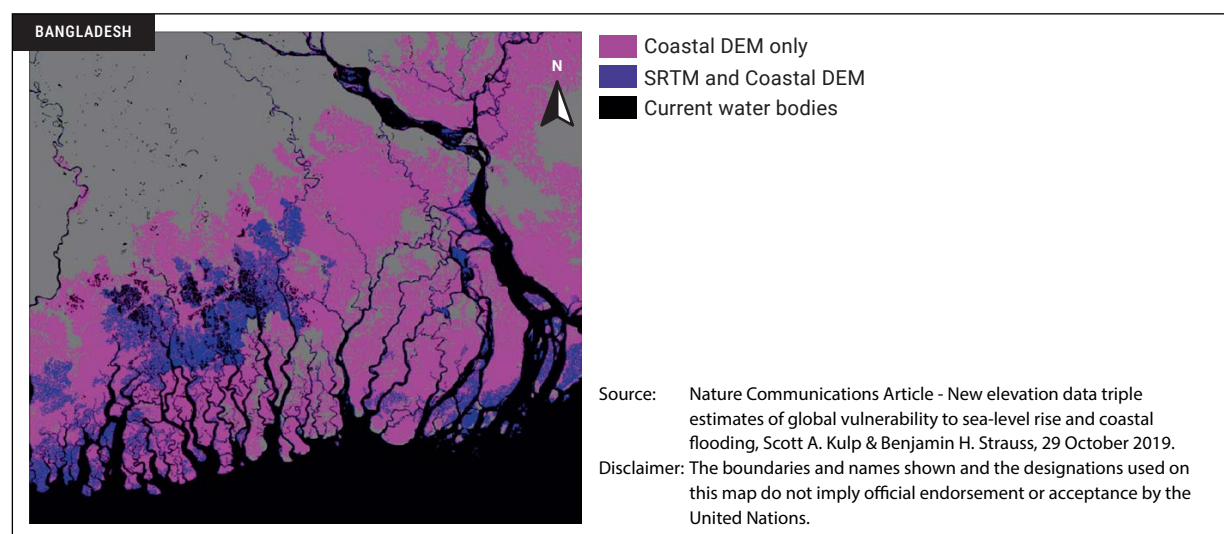 BANGLADESH
N
Coastal DEM only
SRTM and Coastal DEM
Current water bodies
Source: Nature Communications Article - New elevation data triple
estimates of global vulnerability to sea-level rise and coastal
flooding, Scott A. Kulp & Benjamin H. Strauss, 29 October 2019.
Disclaimer: The boundaries and names shown and the designations used on
this map do not imply official endorsement or acceptance by the
United Nations.